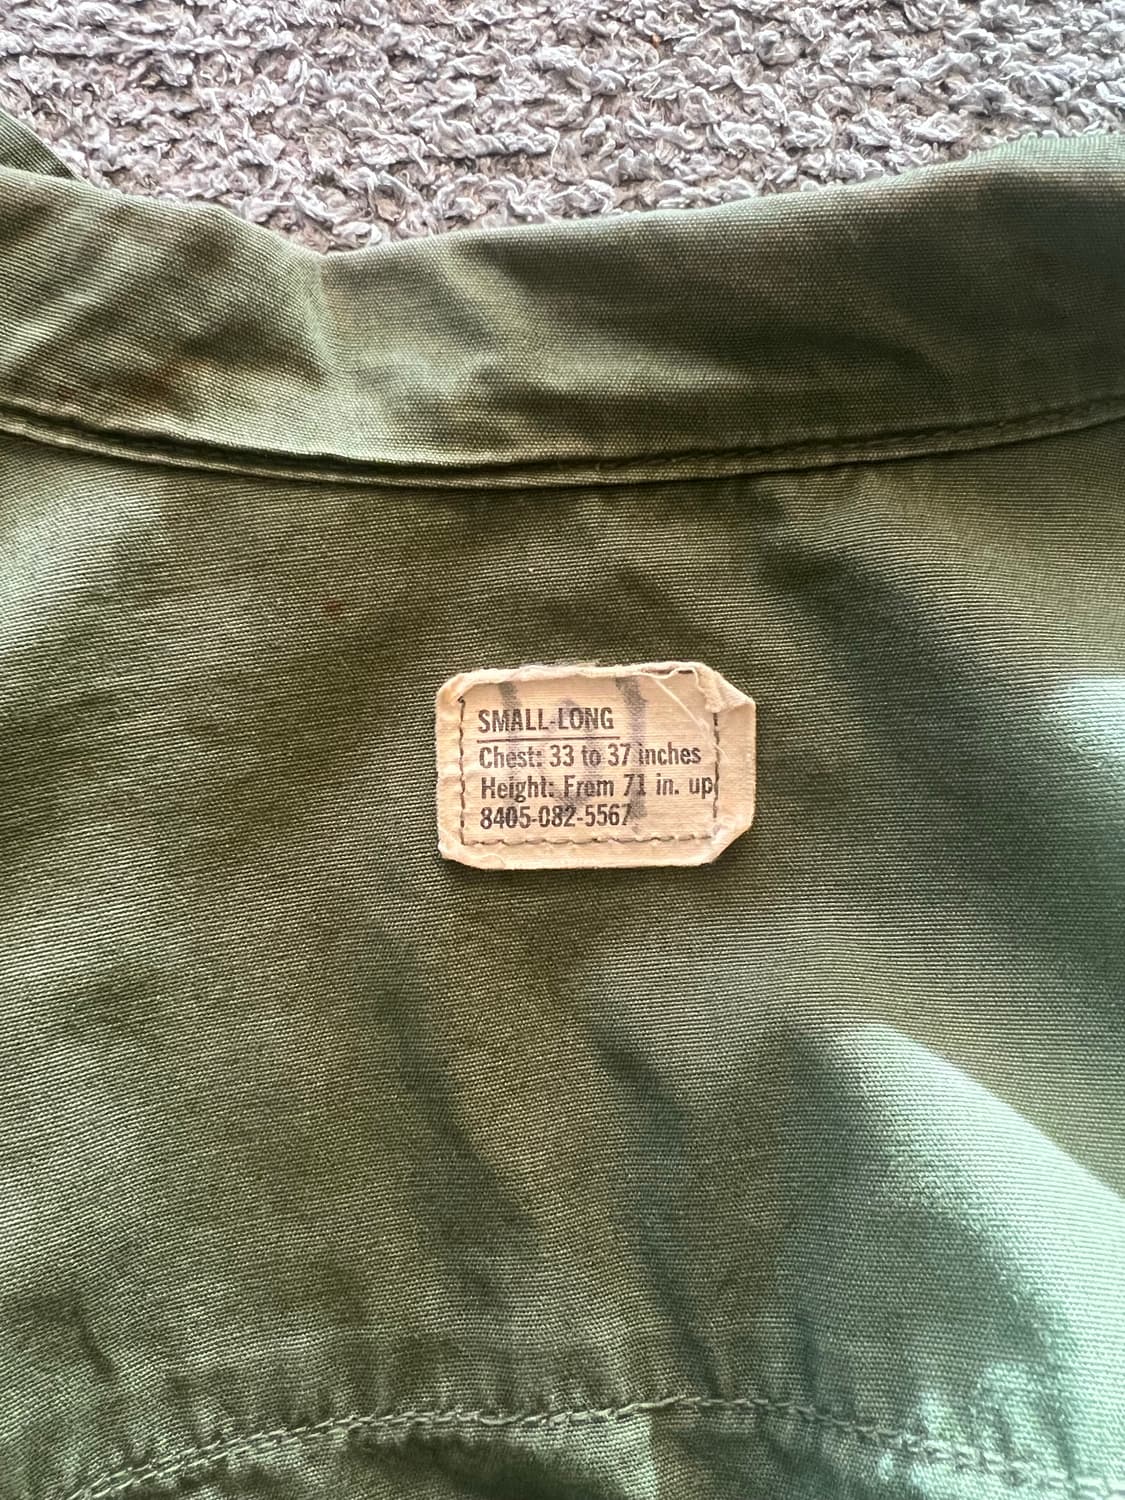 SMALL-LONG
Chest: 33 to 37 inches
Height: From 71 in. up
8405-082-5567